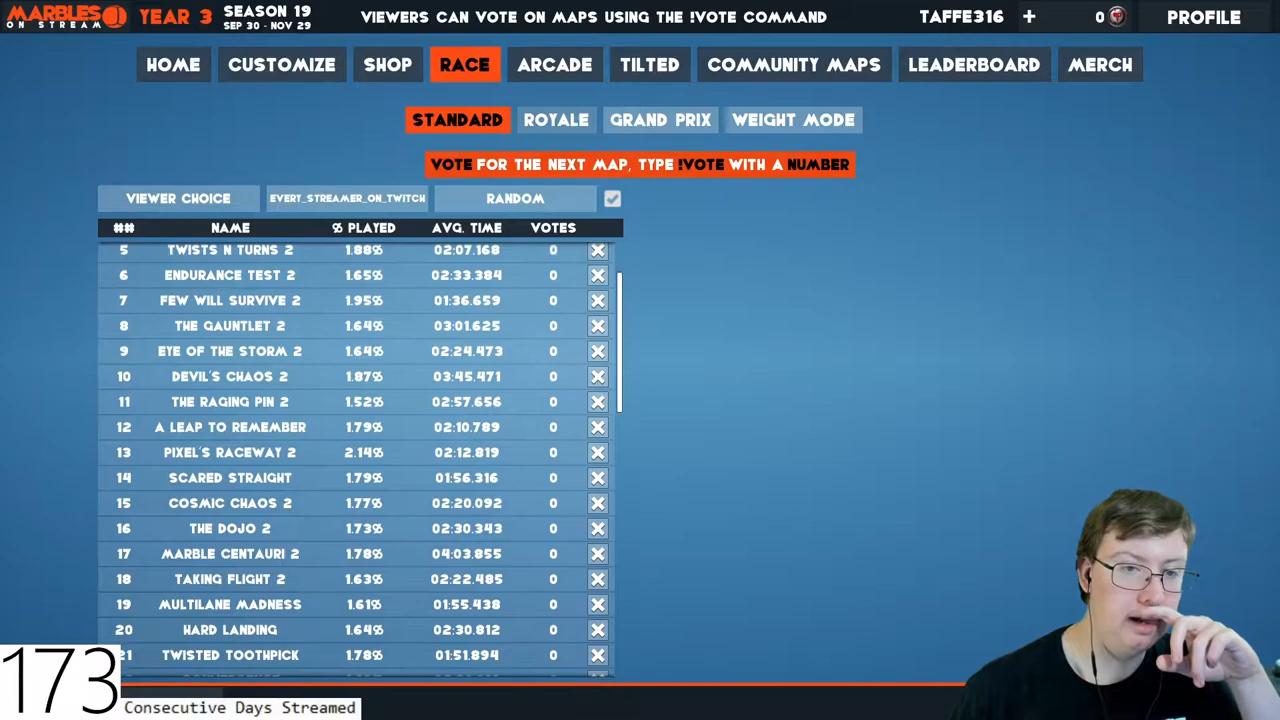 MARBLES
ON STREAM
YEAR 3
SEASON 19
SEP 30 - NOV 29
VIEWERS CAN VOTE ON MAPS USING THE !VOTE COMMAND
TAFFE316 + 0
PROFILE
HOME CUSTOMIZE SHOP RACE ARCADE TILTED COMMUNITY MAPS LEADERBOARD MERCH
STANDARD ROYALE GRAND PRIX WEIGHT MODE
VOTE FOR THE NEXT MAP, TYPE !VOTE WITH A NUMBER
VIEWER CHOICE EVERY_STREAMER_ON_TWITCH RANDOM
## NAME % PLAYED AVG. TIME VOTES
5 TWISTS N TURNS 2 1.88% 02:07.168 0
6 ENDURANCE TEST 2 1.65% 02:33.384 0
7 FEW WILL SURVIVE 2 1.95% 01:36.659 0
8 THE GAUNTLET 2 1.64% 03:01.625 0
9 EYE OF THE STORM 2 1.64% 02:24.473 0
10 DEVIL'S CHAOS 2 1.87% 03:45.471 0
11 THE RAGING PIN 2 1.52% 02:57.656 0
12 A LEAP TO REMEMBER 1.79% 02:10.789 0
13 PIXEL'S RACEWAY 2 2.14% 02:12.819 0
14 SCARED STRAIGHT 1.79% 01:56.316 0
15 COSMIC CHAOS 2 1.77% 02:20.092 0
16 THE DOJO 2 1.73% 02:30.343 0
17 MARBLE CENTAURI 2 1.78% 04:03.855 0
18 TAKING FLIGHT 2 1.63% 02:22.485 0
19 MULTILANE MADNESS 1.61% 01:55.438 0
20 HARD LANDING 1.64% 02:30.812 0
21 TWISTED TOOTHPICK 1.78% 01:51.894 0
173
Consecutive Days Streamed